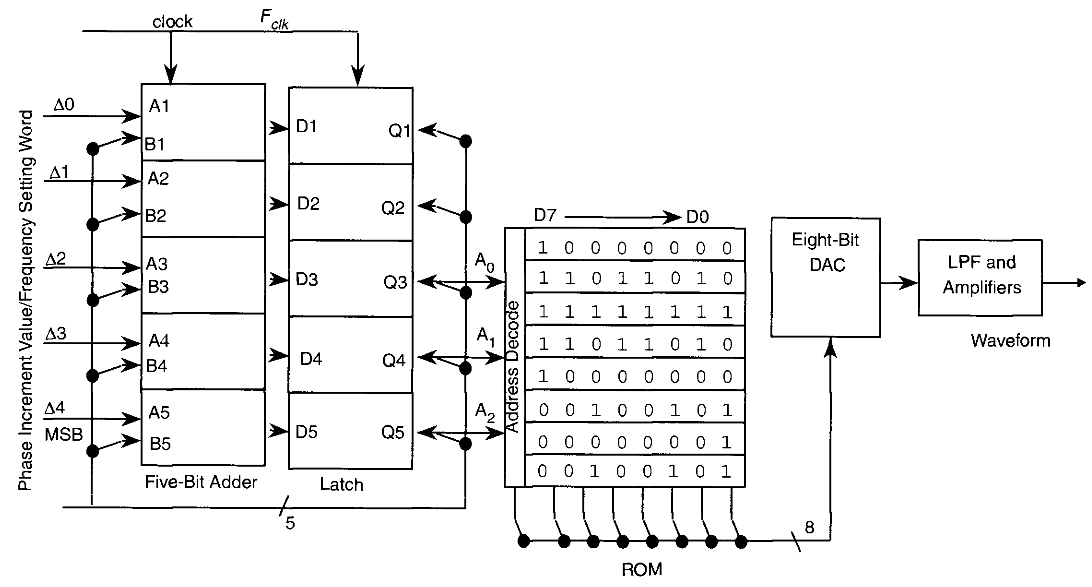 clock
F_clk
Phase Increment Value/Frequency Setting Word
Δ0
A1
B1
D1
Q1
Δ1
A2
B2
D2
Q2
Δ2
A3
B3
D3
Q3
Δ3
A4
B4
D4
Q4
Δ4
MSB
A5
B5
D5
Q5
Five-Bit Adder
Latch
5
A0
A1
A2
Address Decode
D7
D0
1 0 0 0 0 0 0 0
1 1 0 1 1 0 1 0
1 1 1 1 1 1 1 1
1 1 0 1 1 0 1 0
1 0 0 0 0 0 0 0
0 0 1 0 0 1 0 1
0 0 0 0 0 0 0 1
0 0 1 0 0 1 0 1
8
ROM
Eight-Bit
DAC
LPF and
Amplifiers
Waveform